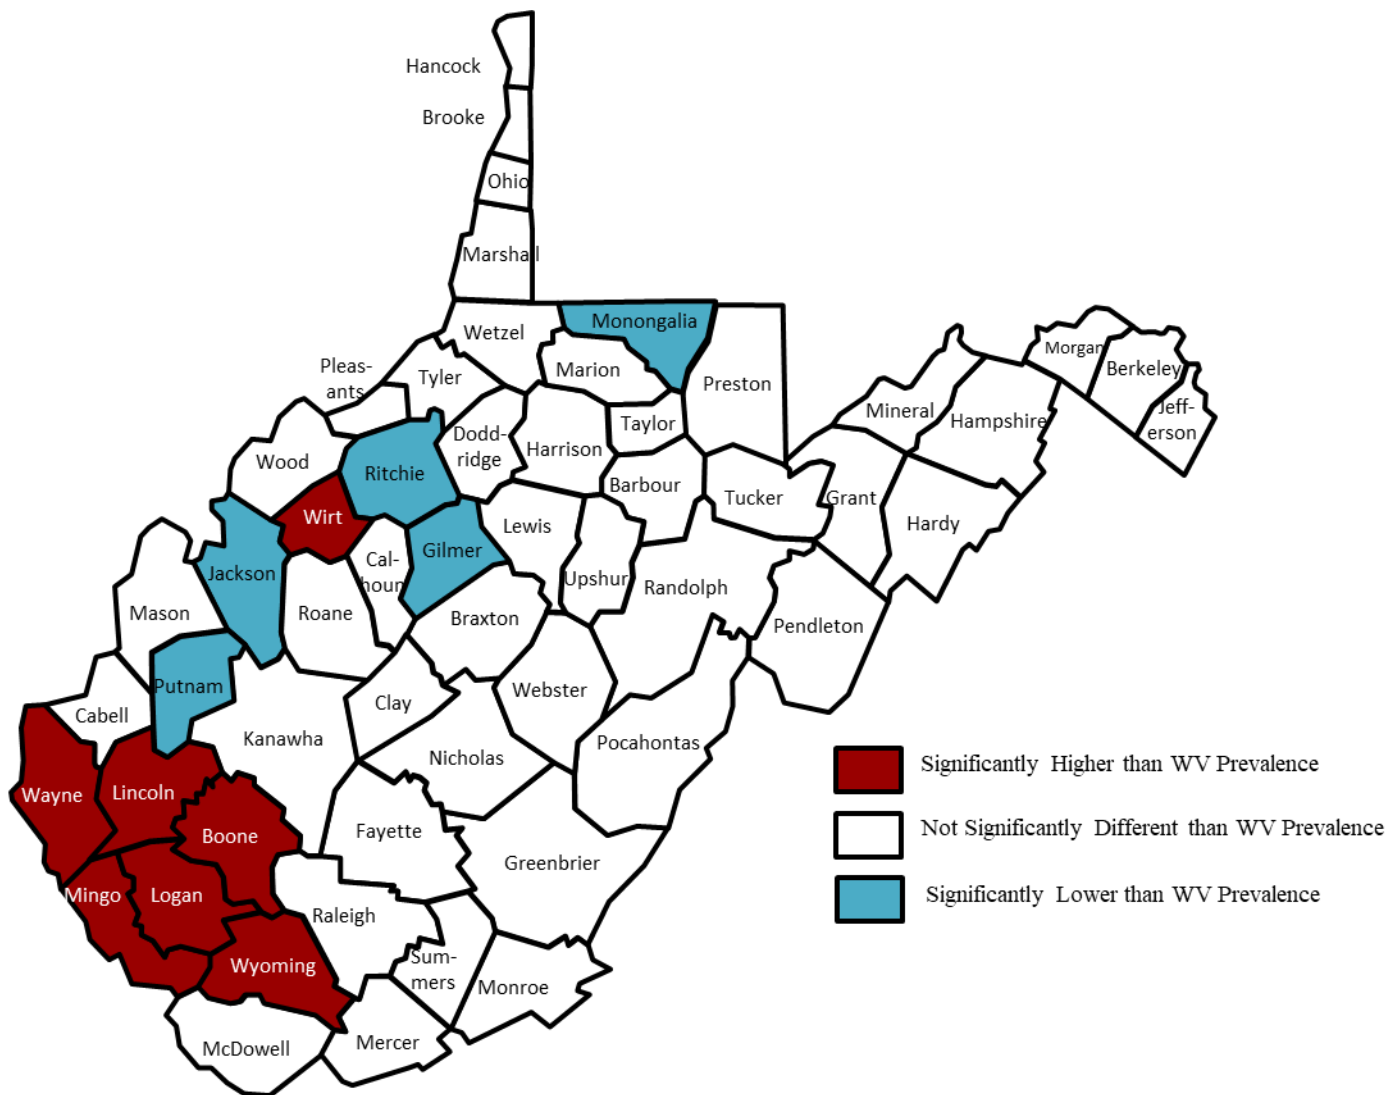 Hancock
Brooke
Ohio
Marshall
Wetzel
Monongalia
Marion
Preston
Pleas-
ants
Tyler
Morgan
Berkeley
Jeff-
erson
Mineral
Hampshire
Taylor
Dodd-
ridge
Harrison
Wood
Ritchie
Barbour
Tucker
Grant
Hardy
Wirt
Lewis
Gilmer
Cal-
houn
Jackson
Upshur
Randolph
Mason
Roane
Braxton
Pendleton
Putnam
Webster
Clay
Cabell
Kanawha
Nicholas
Pocahontas
Wayne
Lincoln
Boone
Fayette
Greenbrier
Mingo
Logan
Raleigh
Wyoming
Sum-
mers
Monroe
McDowell
Mercer
Significantly Higher than WV Prevalence
Not Significantly Different than WV Prevalence
Significantly Lower than WV Prevalence